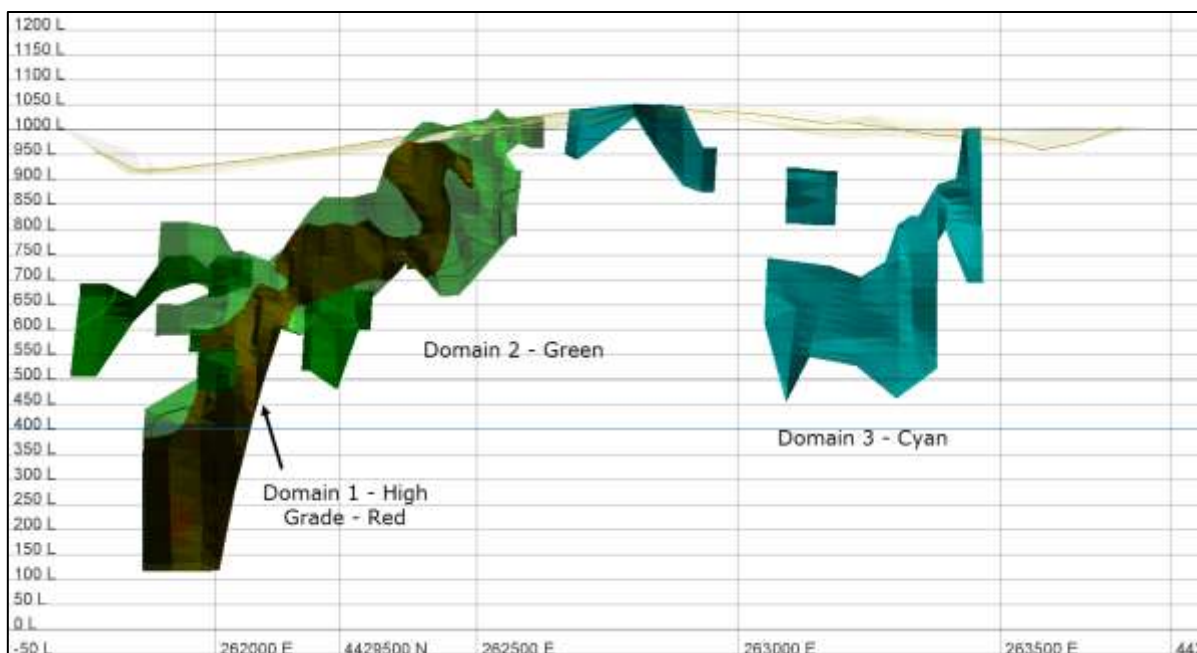 1200 L
1150 L
1100 L
1050 L
1000 L
950 L
900 L
850 L
800 L
750 L
700 L
650 L
600 L
550 L
Domain 2 - Green
500 L
450 L
400 L
Domain 3 - Cyan
350 L
300 L
Domain 1 - High
Grade - Red
250 L
200 L
150 L
100 L
50 L
0 L
-50 L 262000 E 4429500 N 262500 E 263000 E 263500 E